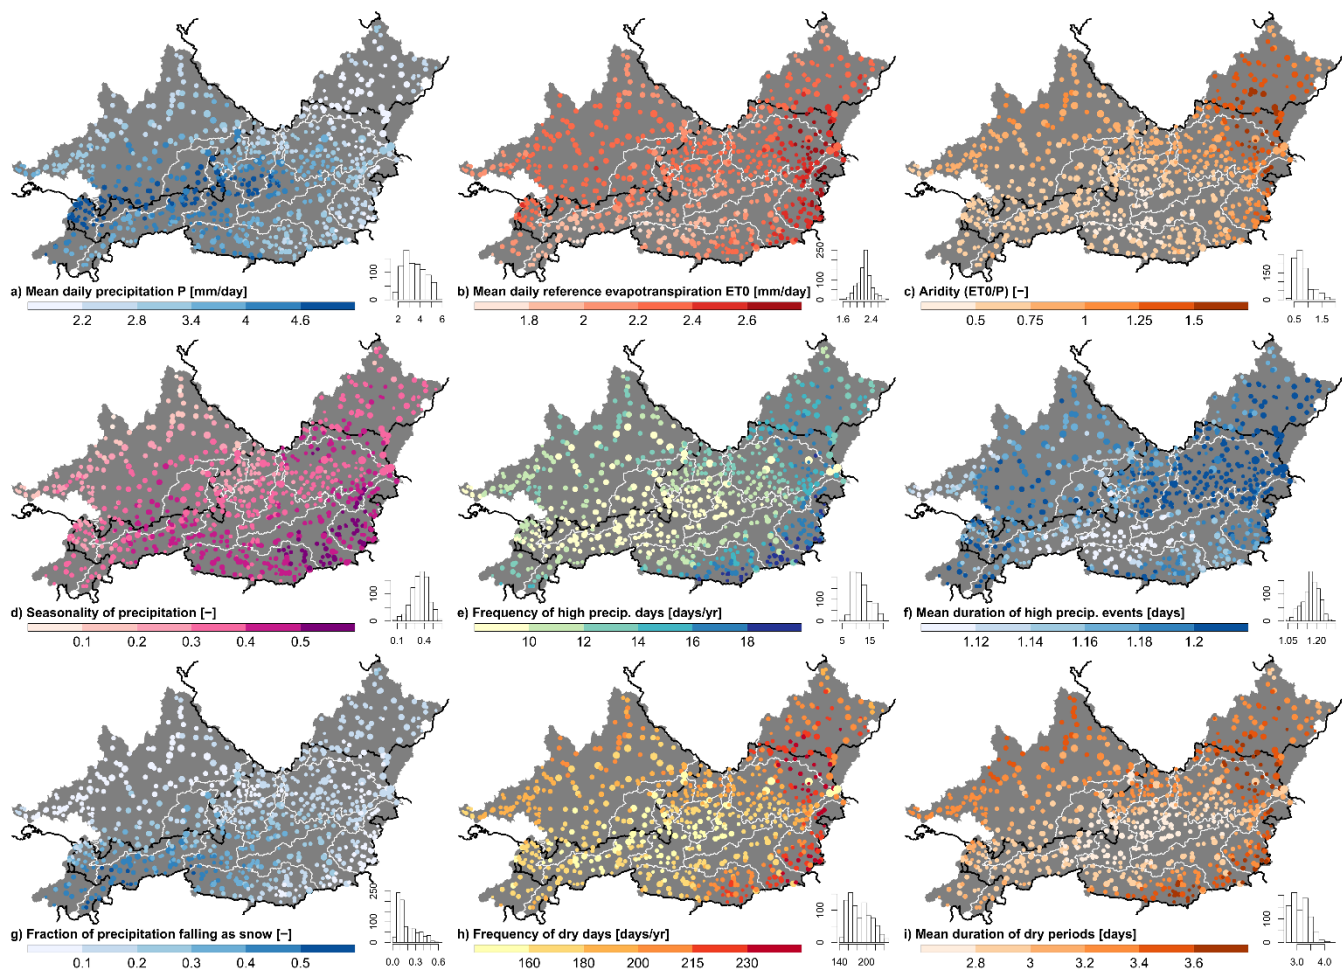 a) Mean daily precipitation P [mm/day]
2.2 2.8 3.4 4 4.6
0 100
2 4 6
b) Mean daily reference evapotranspiration ET0 [mm/day]
1.8 2 2.2 2.4 2.6
0 100 250
1.6 2.4
c) Aridity (ET0/P) [−]
0.5 0.75 1 1.25 1.5
0 150
0.5 1.5
d) Seasonality of precipitation [−]
0.1 0.2 0.3 0.4 0.5
0 100
0.1 0.4
e) Frequency of high precip. days [days/yr]
10 12 14 16 18
0 100
5 15
f) Mean duration of high precip. events [days]
1.12 1.14 1.16 1.18 1.2
0 100
1.05 1.20
g) Fraction of precipitation falling as snow [−]
0.1 0.2 0.3 0.4 0.5
0 100 250
0.0 0.3 0.6
h) Frequency of dry days [days/yr]
160 180 200 215 230
0 100
140 200
i) Mean duration of dry periods [days]
2.8 3 3.2 3.4 3.6
0 100
3.0 4.0